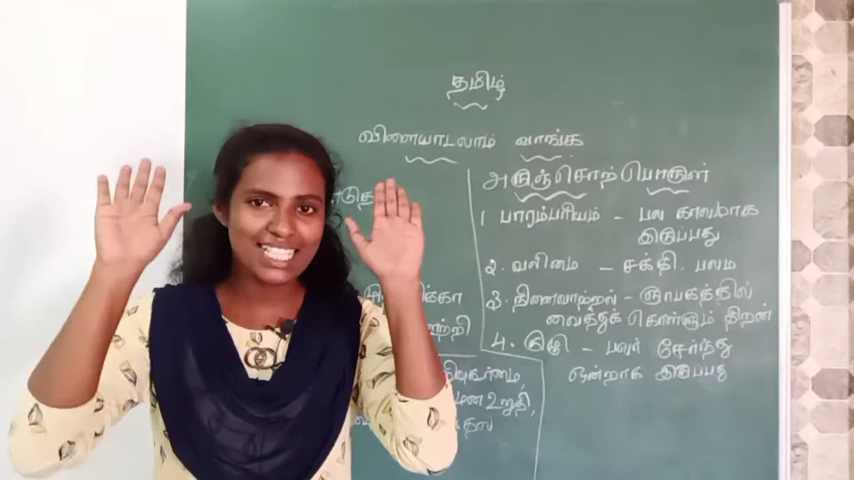 தமிழ்
விளையாடலாம் வாங்க
அருஞ்சொற்பொருள்
1 பாரம்பரியம் - பல காலமாக
இருப்பது
2. வலிமை - சக்தி. பலம்
3. நினைவாற்றல் - ஞாபகத்தில்
வைத்துக் கொள்ளும் திறன்
4. குழு - பலர் சேர்ந்து
ஒன்றாக இருப்பது